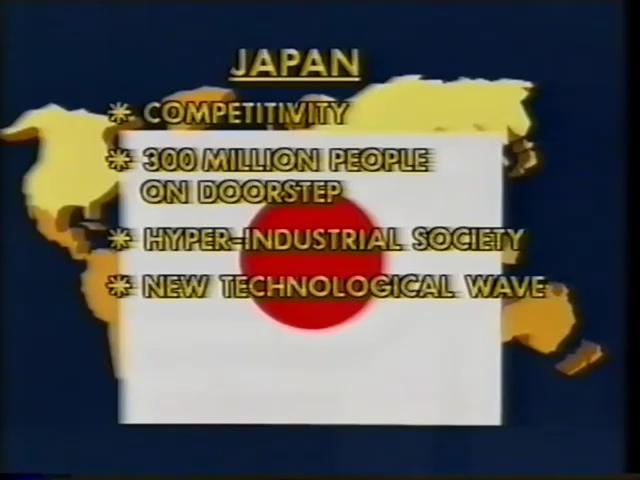 JAPAN
* COMPETITIVITY
* 300 MILLION PEOPLE
ON DOORSTEP
* HYPER-INDUSTRIAL SOCIETY
* NEW TECHNOLOGICAL WAVE